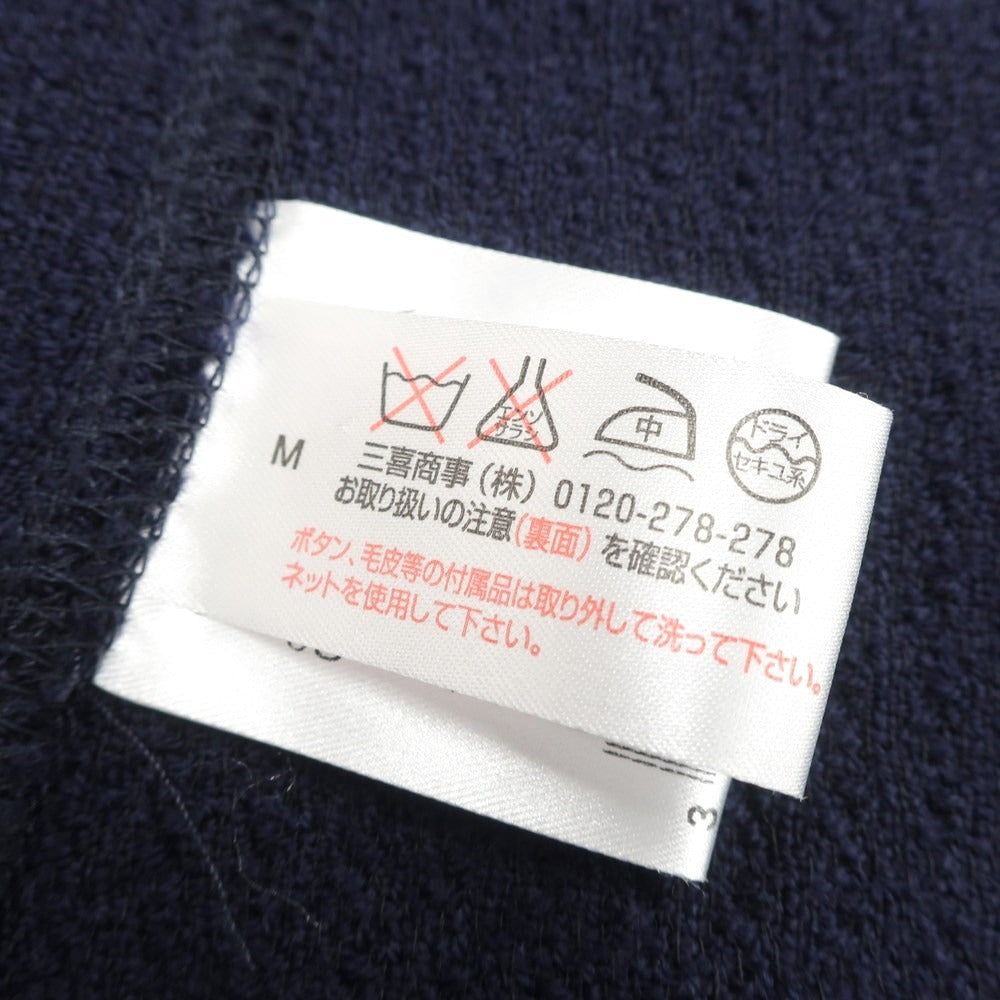 エンソ
サラシ
中
ドライ
セキユ系
M
三喜商事(株) 0120-278-278
お取り扱いの注意(裏面)を確認ください
ボタン、毛皮等の付属品は取り外して洗って下さい。
ネットを使用して下さい。
3